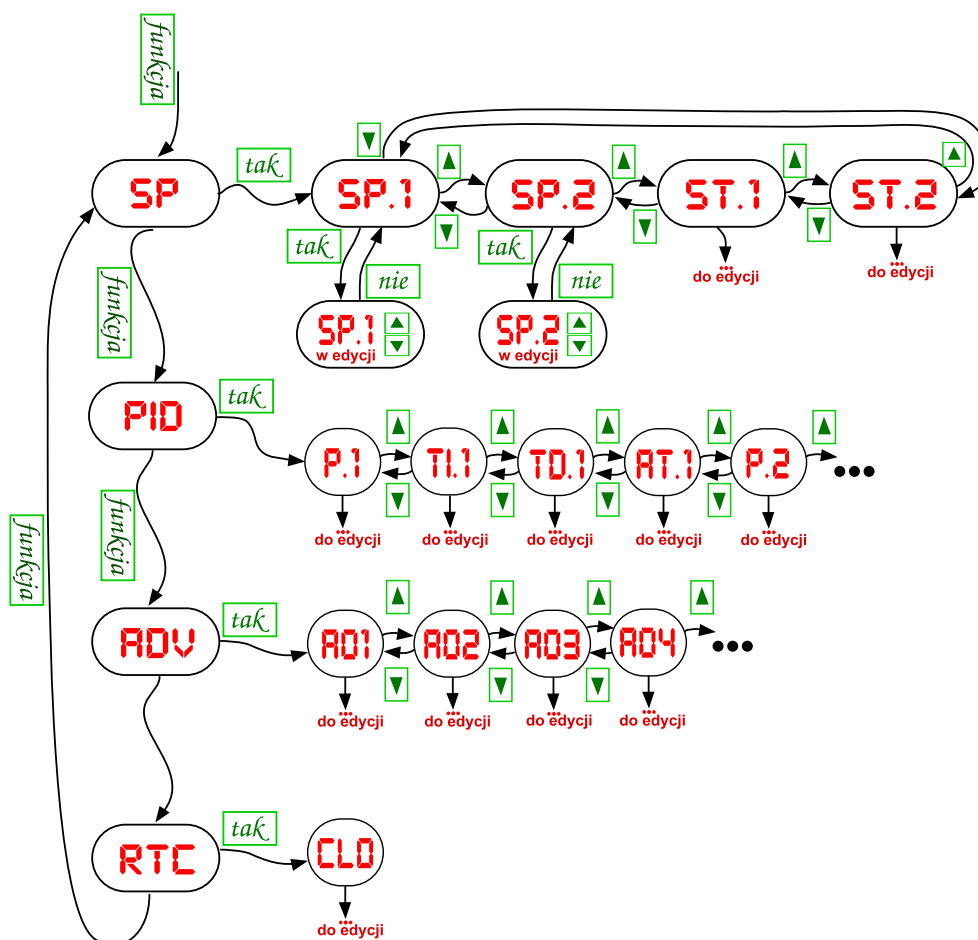 funkcja
SP
tak
SP.1
▼
▲
▼
SP.2
▲
▼
ST.1
▲
▼
ST.2
▲
tak
nie
tak
nie
do edycji
do edycji
SP.1 ▲ ▼
w edycji
SP.2 ▲ ▼
w edycji
funkcja
PID
tak
P.1
▲
▼
TI.1
▲
▼
TD.1
▲
▼
AT.1
▲
▼
P.2
▲
•••
do edycji
do edycji
do edycji
do edycji
do edycji
funkcja
funkcja
ADV
tak
A01
▲
▼
A02
▲
▼
A03
▲
▼
A04
▲
•••
do edycji
do edycji
do edycji
do edycji
RTC
tak
CLO
do edycji